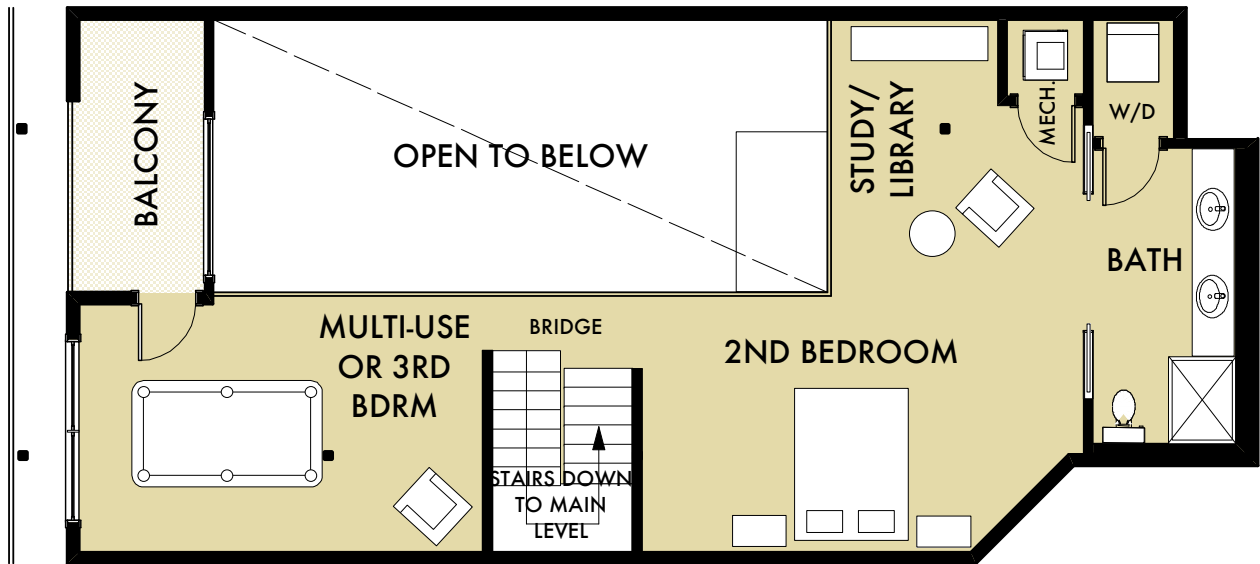 BALCONY
OPEN TO BELOW
STUDY/
LIBRARY
MECH.
W/D
BATH
MULTI-USE
OR 3RD
BDRM
BRIDGE
2ND BEDROOM
STAIRS DOWN
TO MAIN
LEVEL